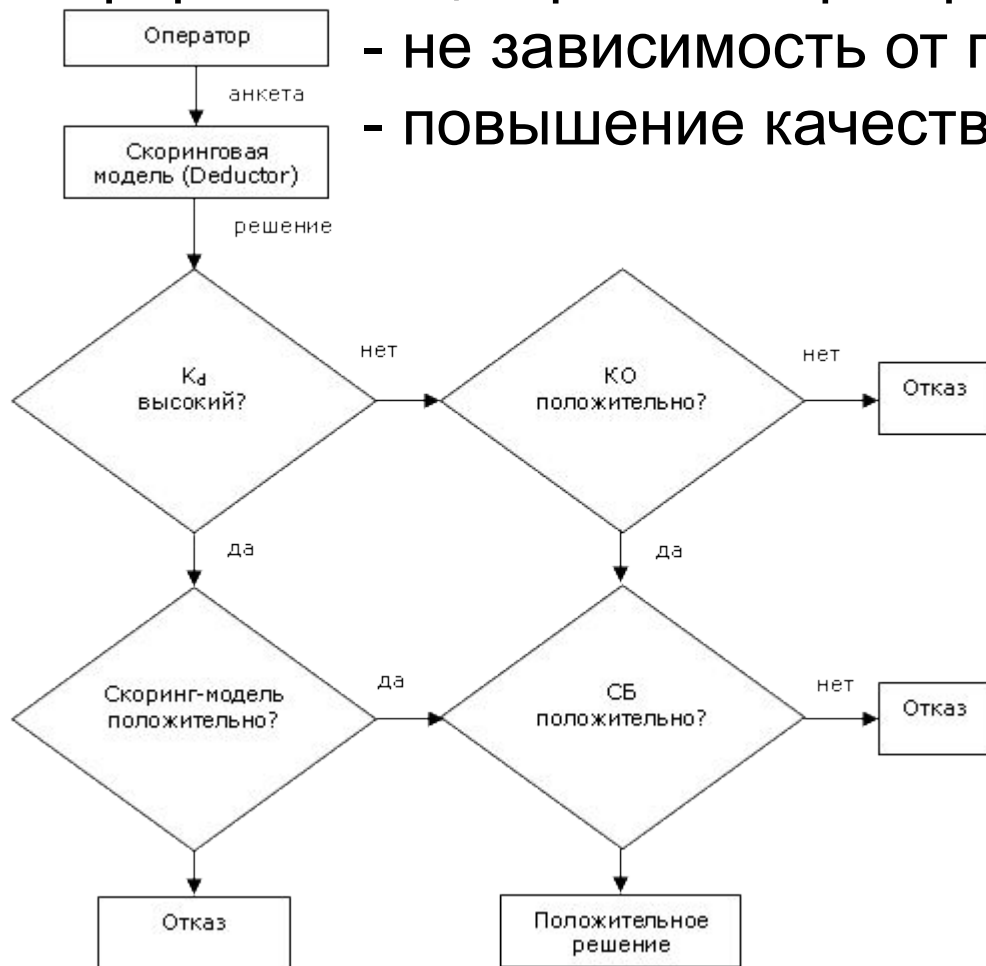 Оператор
- не зависимость от
анкета
- повышение
Скоринговая
модель (Deductor)
решение
нет
нет
Kd
высокий?
КО
положительно?
Отказ
да
да
Скоринг-модель
положительно?
да
СБ
положительно?
нет
Отказ
Отказ
Положительное
решение